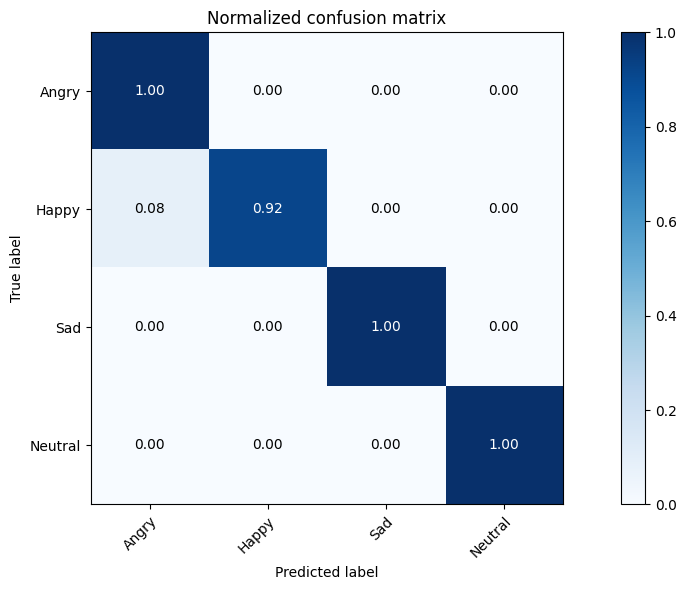 Normalized confusion matrix
True label
Angry 1.00 0.00 0.00 0.00
Happy 0.08 0.92 0.00 0.00
Sad 0.00 0.00 1.00 0.00
Neutral 0.00 0.00 0.00 1.00
Angry Happy Sad Neutral
Predicted label
1.0
0.8
0.6
0.4
0.2
0.0